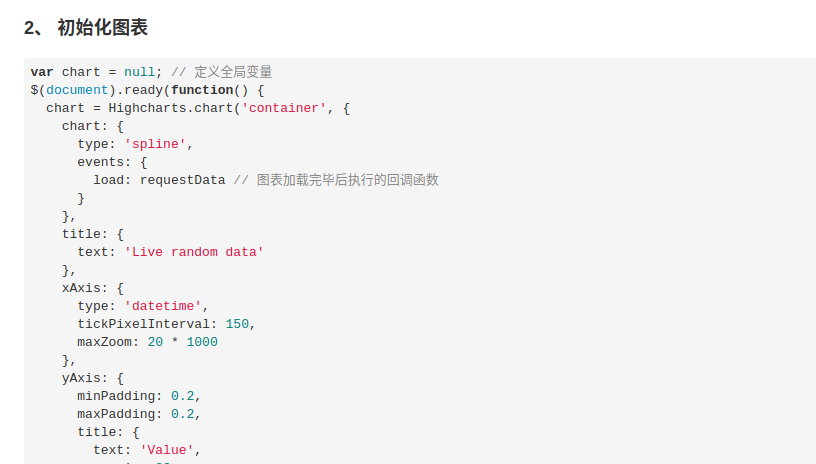 2、 初始化图表
var chart = null; // 定义全局变量
$(document).ready(function() {
  chart = Highcharts.chart('container', {
    chart: {
      type: 'spline',
      events: {
        load: requestData // 图表加载完毕后执行的回调函数
      }
    },
    title: {
      text: 'Live random data'
    },
    xAxis: {
      type: 'datetime',
      tickPixelInterval: 150,
      maxZoom: 20 * 1000
    },
    yAxis: {
      minPadding: 0.2,
      maxPadding: 0.2,
      title: {
        text: 'Value',